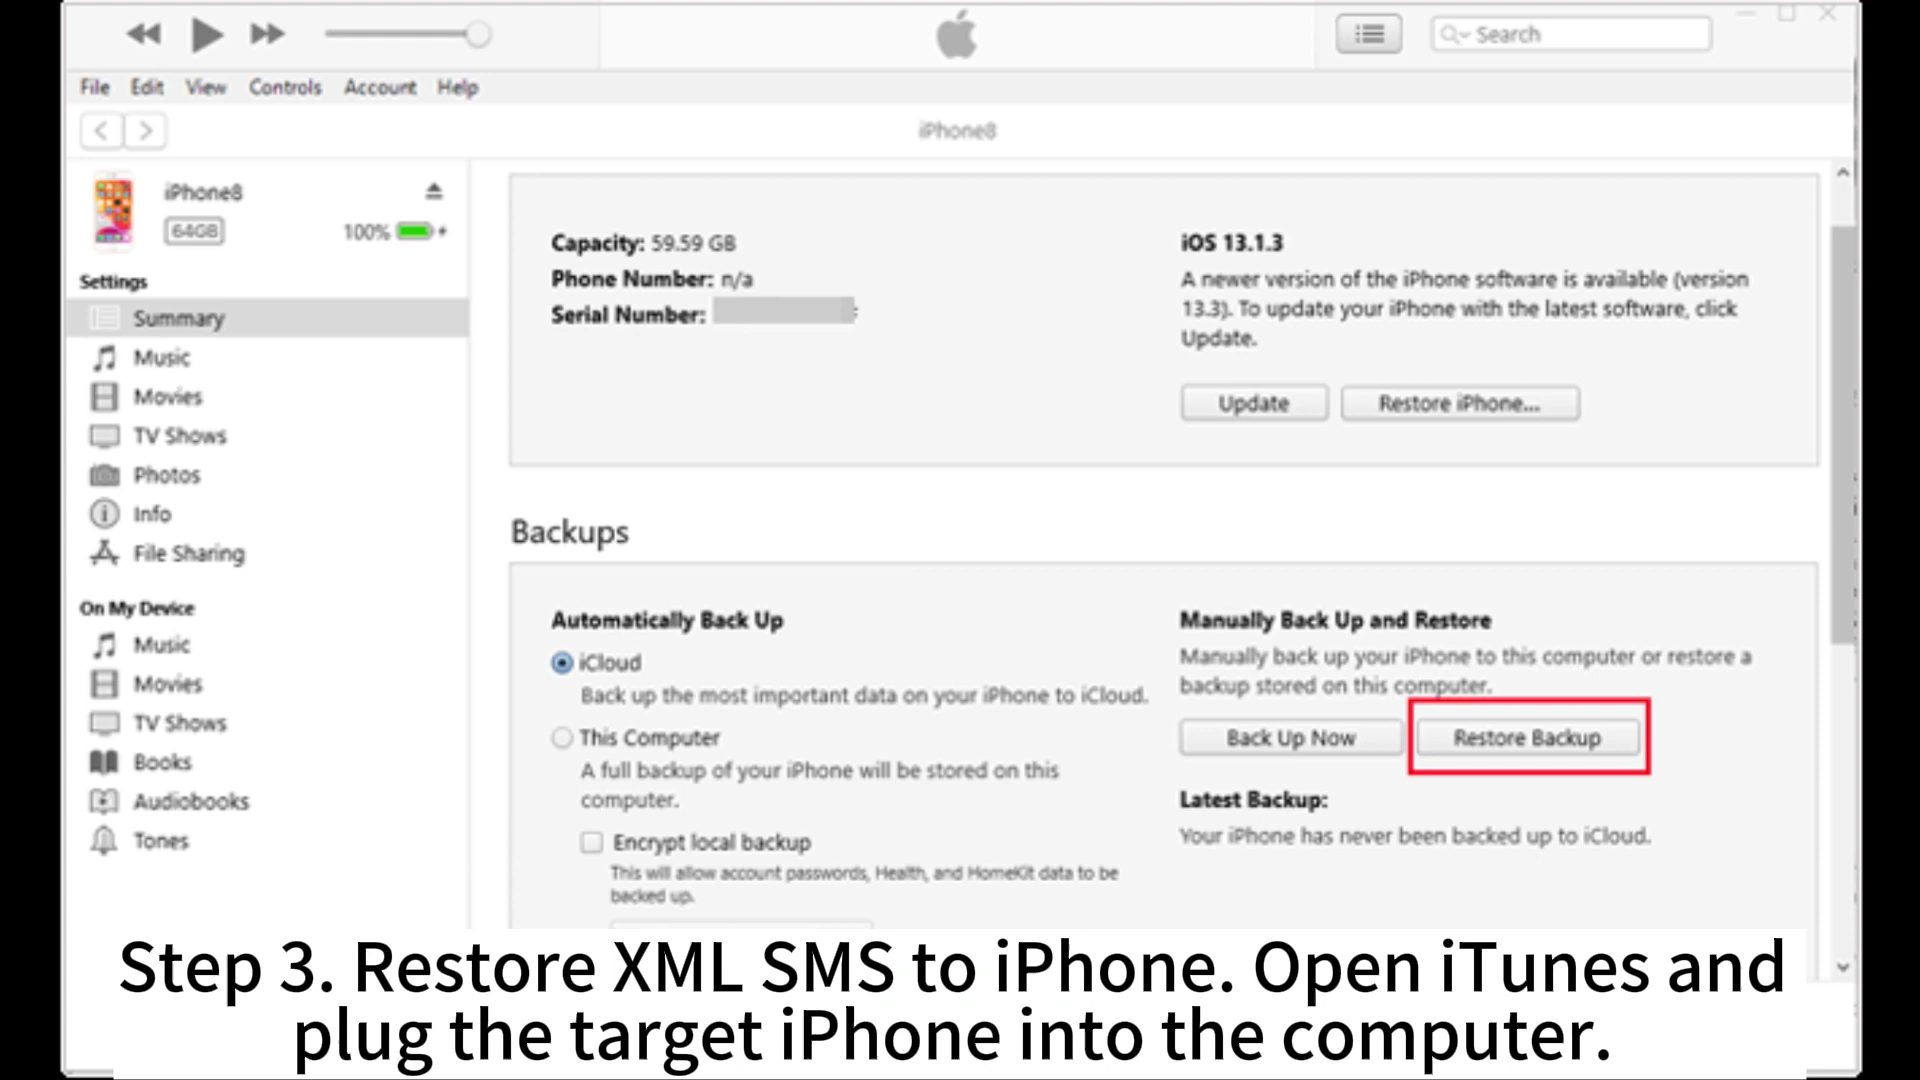 Search
File Edit View Controls Account Help
iPhone8
iPhone8
64GB
100%
Settings
Summary
Music
Movies
TV Shows
Photos
Info
File Sharing
On My Device
Music
Movies
TV Shows
Books
Audiobooks
Tones
Capacity: 59.59 GB
Phone Number: n/a
Serial Number:
iOS 13.1.3
A newer version of the iPhone software is available (version
13.3). To update your iPhone with the latest software, click
Update.
Update
Restore iPhone...
Backups
Automatically Back Up
iCloud
Back up the most important data on your iPhone to iCloud.
This Computer
A full backup of your iPhone will be stored on this
computer.
Encrypt local backup
This will allow account passwords, Health, and HomeKit data to be
backed up.
Manually Back Up and Restore
Manually back up your iPhone to this computer or restore a
backup stored on this computer.
Back Up Now
Restore Backup
Latest Backup:
Your iPhone has never been backed up to iCloud.
Step 3. Restore XML SMS to iPhone. Open iTunes and
plug the target iPhone into the computer.